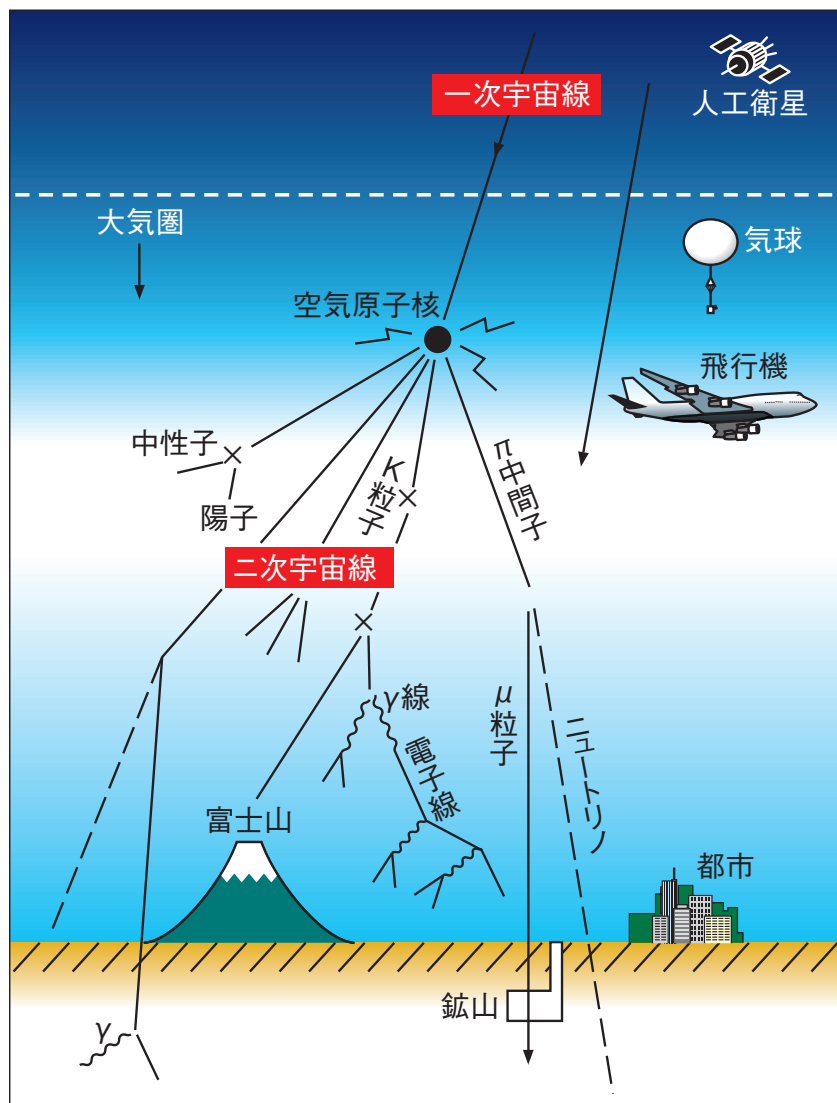 一次宇宙線
人工衛星
大気圏
気球
空気原子核
飛行機
中性子
陽子
K粒子
π中間子
二次宇宙線
γ線
電子線
μ粒子
ニュートリノ
富士山
都市
鉱山
γ